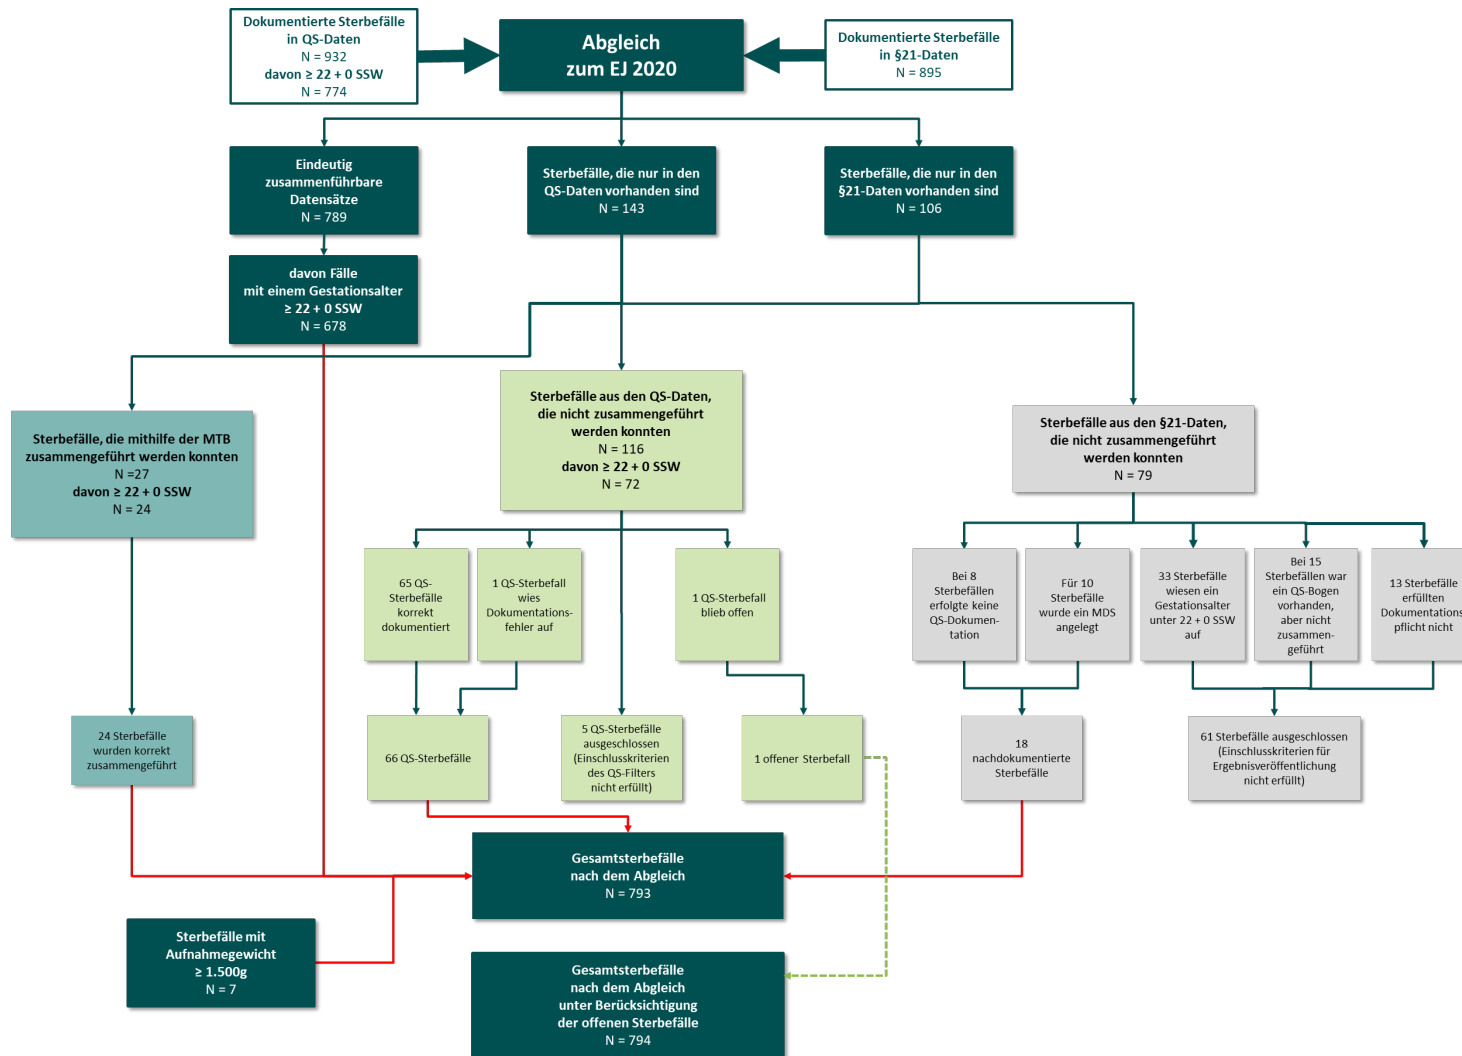 Dokumentierte Sterbefälle
in QS-Daten
N = 932
davon ≥ 22 + 0 SSW
N = 774
Abgleich
zum EJ 2020
Dokumentierte Sterbefälle
in §21-Daten
N = 895
Eindeutig
zusammenführbare
Datensätze
N = 789
Sterbefälle, die nur in den
QS-Daten vorhanden sind
N = 143
Sterbefälle, die nur in den
§21-Daten vorhanden sind
N = 106
davon Fälle
mit einem Gestationsalter
≥ 22 + 0 SSW
N = 678
Sterbefälle, die mithilfe der MTB
zusammengeführt werden konnten
N =27
davon ≥ 22 + 0 SSW
N = 24
Sterbefälle aus den QS-Daten,
die nicht zusammengeführt
werden konnten
N = 116
davon ≥ 22 + 0 SSW
N = 72
Sterbefälle aus den §21-Daten,
die nicht zusammengeführt
werden konnten
N = 79
65 QS-
Sterbefälle
korrekt
dokumentiert
1 QS-Sterbefall
wies
Dokumentations-
fehler auf
1 QS-Sterbefall
blieb offen
Bei 8
Sterbefällen
erfolgte keine
QS-Dokumen-
tation
Für 10
Sterbefälle
wurde ein MDS
angelegt
33 Sterbefälle
wiesen ein
Gestationsalter
unter 22 + 0 SSW
auf
Bei 15
Sterbefällen war
ein QS-Bogen
vorhanden,
aber nicht
zusammen-
geführt
13 Sterbefälle
erfüllten
Dokumentations
pflicht nicht
24 Sterbefälle
wurden korrekt
zusammengeführt
66 QS-Sterbefälle
5 QS-Sterbefälle
ausgeschlossen
(Einschlusskriterien
des QS-Filters
nicht erfüllt)
1 offener Sterbefall
18
nachdokumentierte
Sterbefälle
61 Sterbefälle ausgeschlossen
(Einschlusskriterien für
Ergebnisveröffentlichung
nicht erfüllt)
Gesamtsterbefälle
nach dem Abgleich
N = 793
Sterbefälle mit
Aufnahmegewicht
≥ 1.500g
N = 7
Gesamtsterbefälle
nach dem Abgleich
unter Berücksichtigung
der offenen Sterbefälle
N = 794